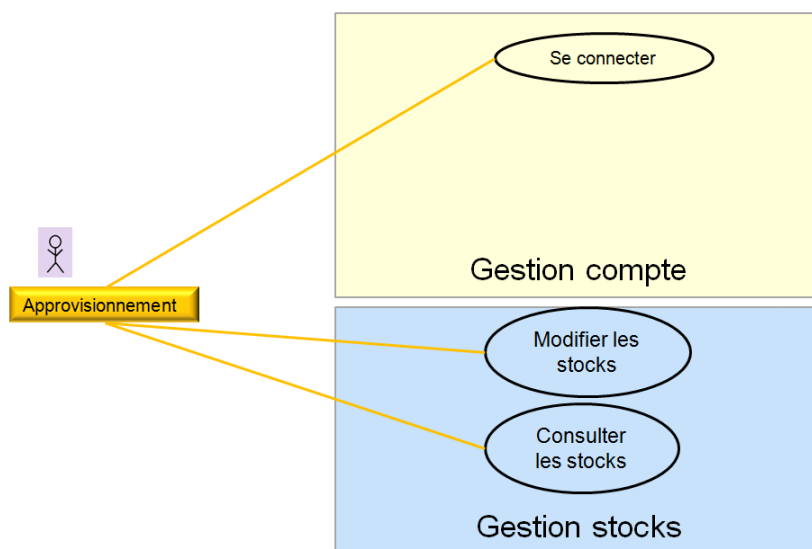 Se connecter
Gestion compte
Approvisionnement
Modifier les
stocks
Consulter
les stocks
Gestion stocks